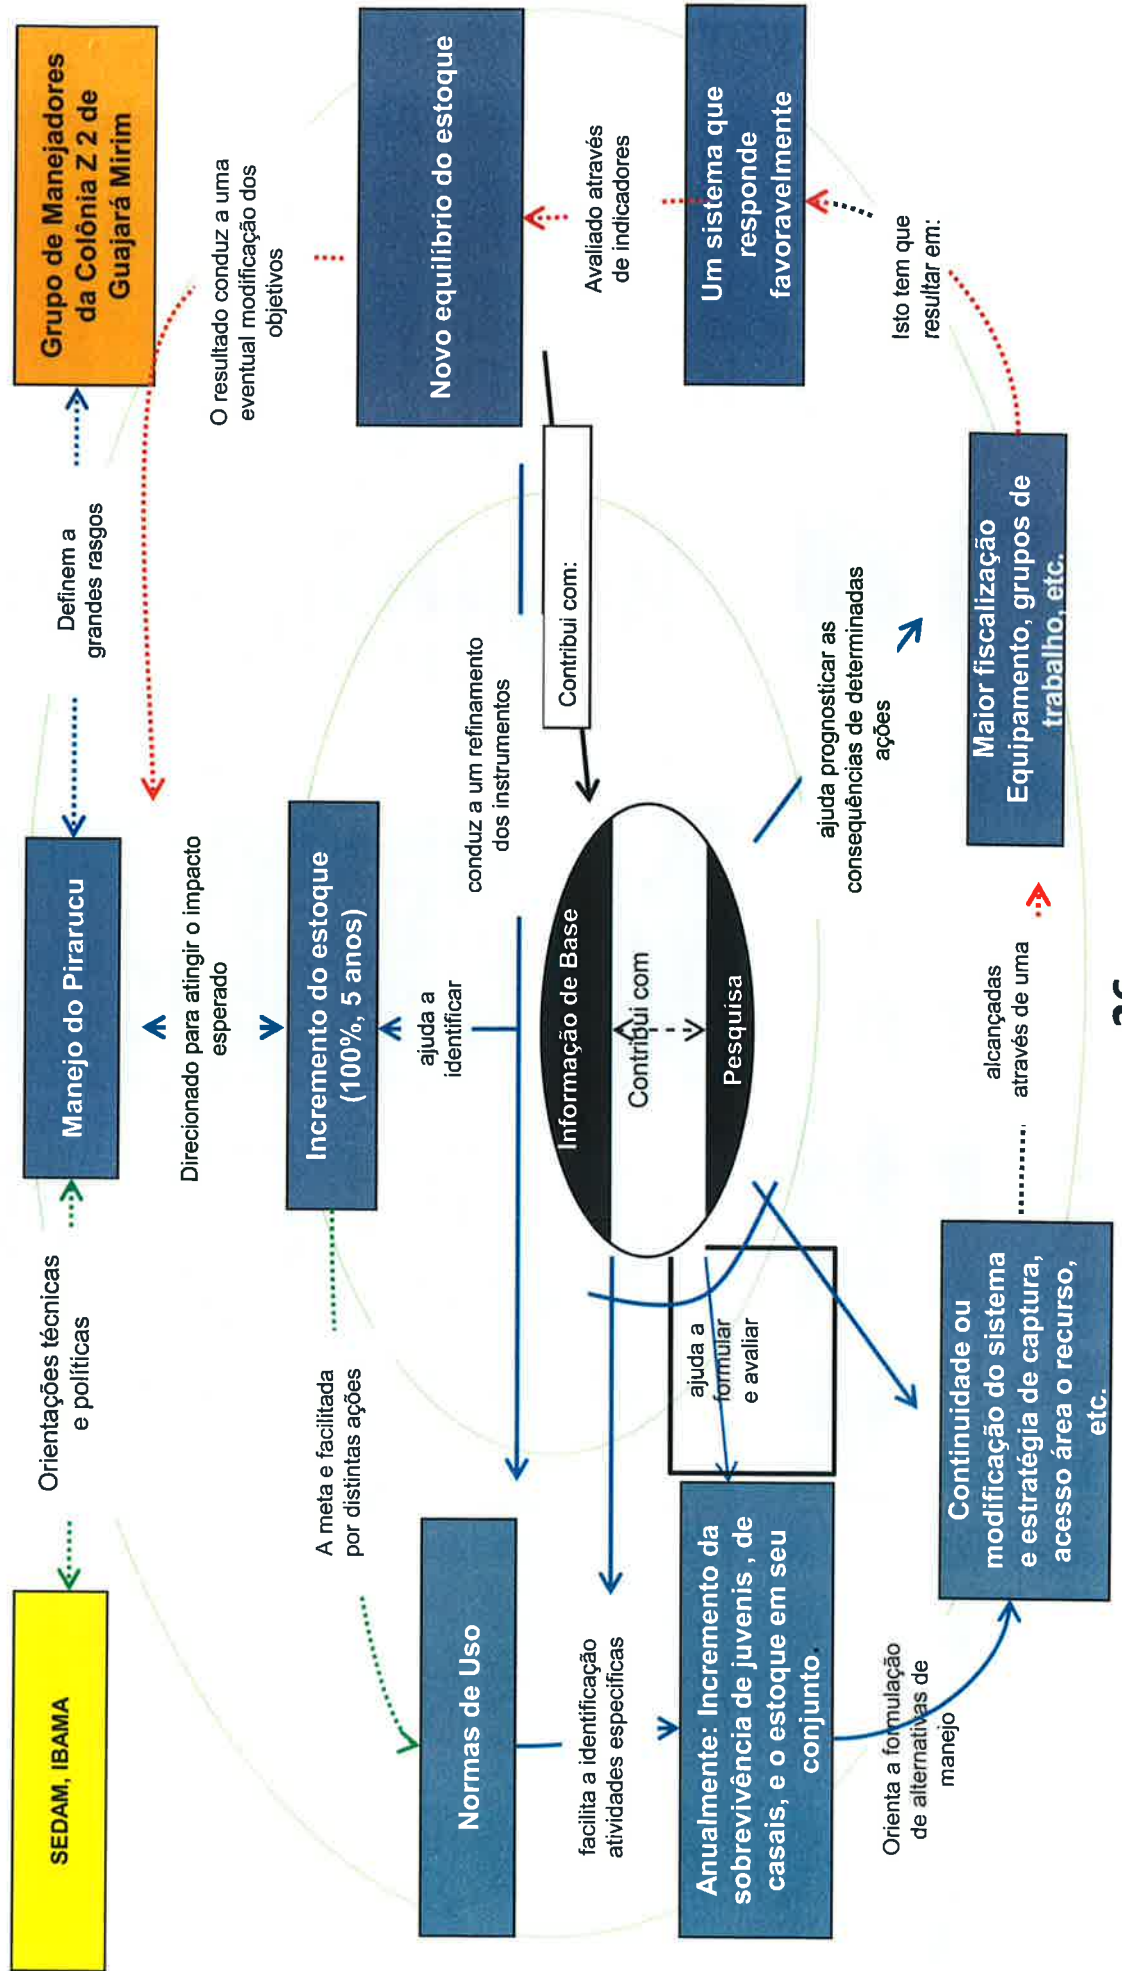 SEDAM, IBAMA
Orientações técnicas
e políticas
Manejo do Pirarucu
Definem a
grandes rasgos
Grupo de Manejadores
da Colônia Z 2 de
Guajará Mirim
Direcionado para atingir o impacto
esperado
O resultado conduz a uma
eventual modificação dos
objetivos
A meta e facilitada
por distintas ações
Incremento do estoque
(100%, 5 anos)
Novo equilíbrio do estoque
Normas de Uso
ajuda a
identificar
conduz a um refinamento
dos instrumentos
Contribui com:
Avaliado através
de indicadores
facilita a identificação
atividades especificas
Informação de Base
Contribui com
Pesquisa
Anualmente: Incremento da
sobrevivência de juvenis , de
casais, e o estoque em seu
conjunto.
ajuda a
formular
e avaliar
Um sistema que
responde
favoravelmente
ajuda prognosticar as
consequências de determinadas
ações
Orienta a formulação
de alternativas de
manejo
Isto tem que
resultar em:
Continuidade ou
modificação do sistema
e estratégia de captura,
acesso área o recurso,
etc.
alcançadas
através de uma
Maior fiscalização
Equipamento, grupos de
trabalho, etc.